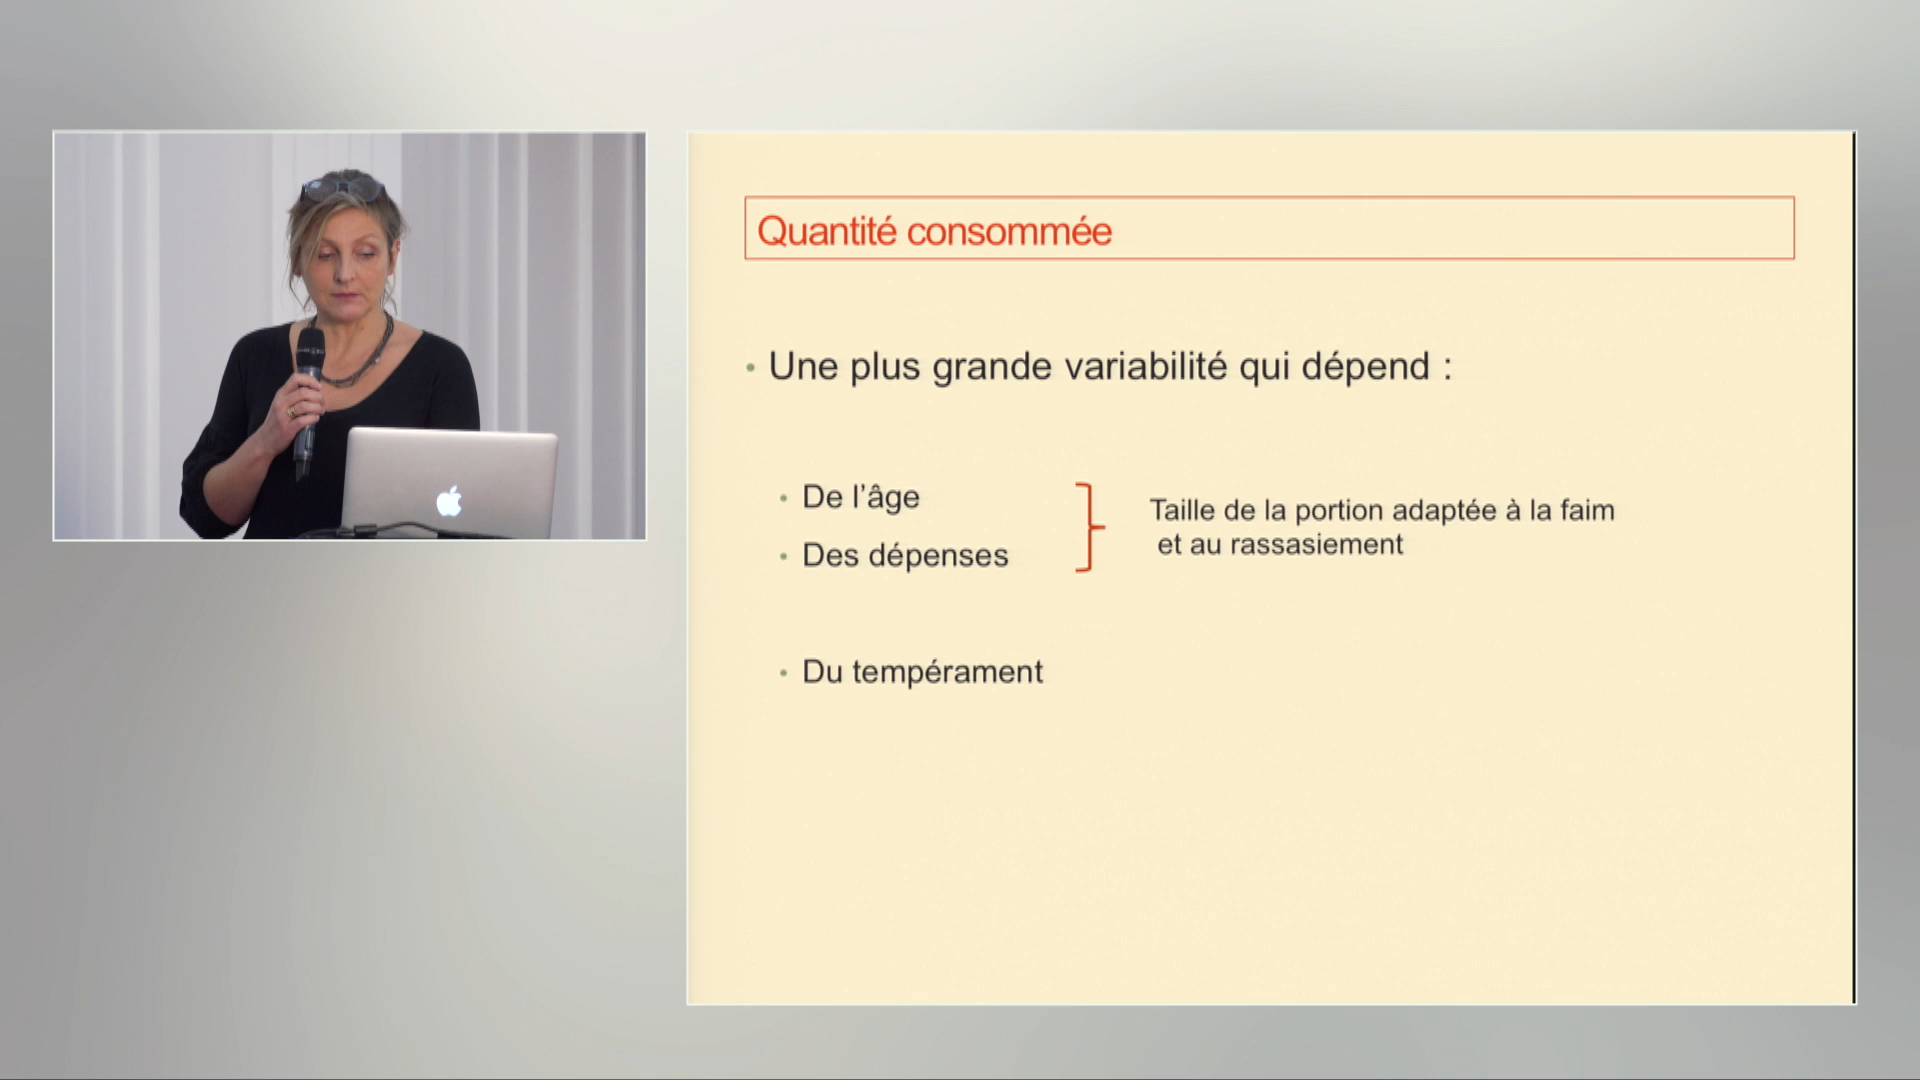 Quantité consommée
• Une plus grande variabilité qui dépend :
• De l'âge
• Des dépenses
Taille de la portion adaptée à la faim
et au rassasiement
• Du tempérament